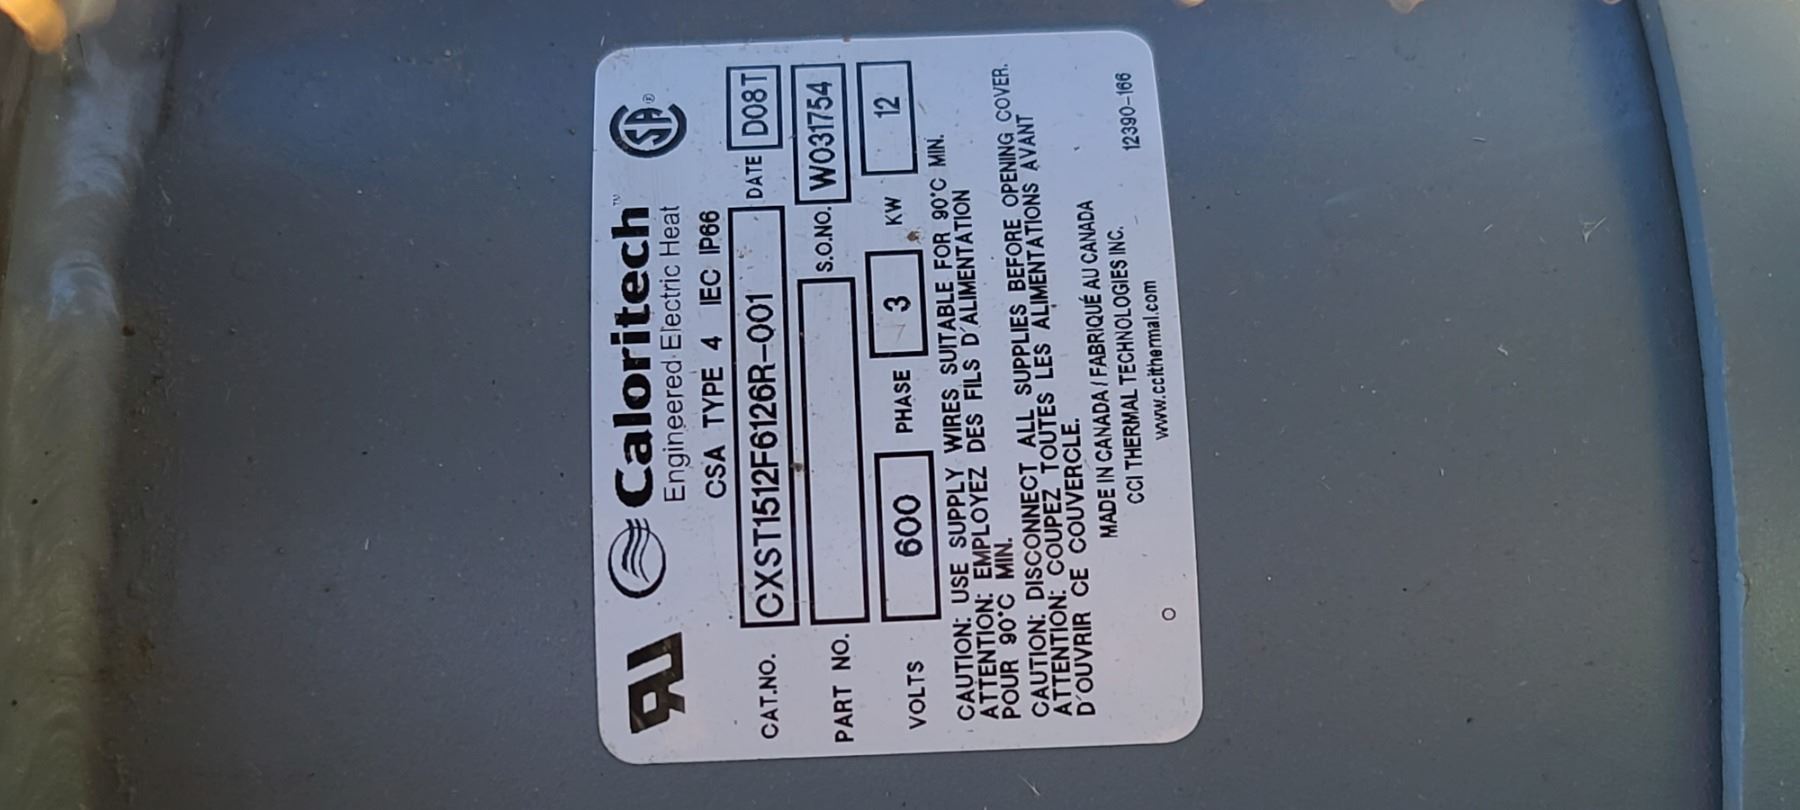 Caloritech™
Engineered Electric Heat
CSA TYPE 4 IEC IP66
CAT.NO. CXST1512F6126R-001 DATE D08T
PART NO. S.O.NO. W031754
VOLTS 600 PHASE 3 KW 12
CAUTION: USE SUPPLY WIRES SUITABLE FOR 90°C MIN.
ATTENTION: EMPLOYEZ DES FILS D'ALIMENTATION
POUR 90°C MIN.
CAUTION: DISCONNECT ALL SUPPLIES BEFORE OPENING COVER.
ATTENTION: COUPEZ TOUTES LES ALIMENTATIONS AVANT
D'OUVRIR CE COUVERCLE.
MADE IN CANADA / FABRIQUÉ AU CANADA
CCI THERMAL TECHNOLOGIES INC.
www.ccithermal.com
12390-166